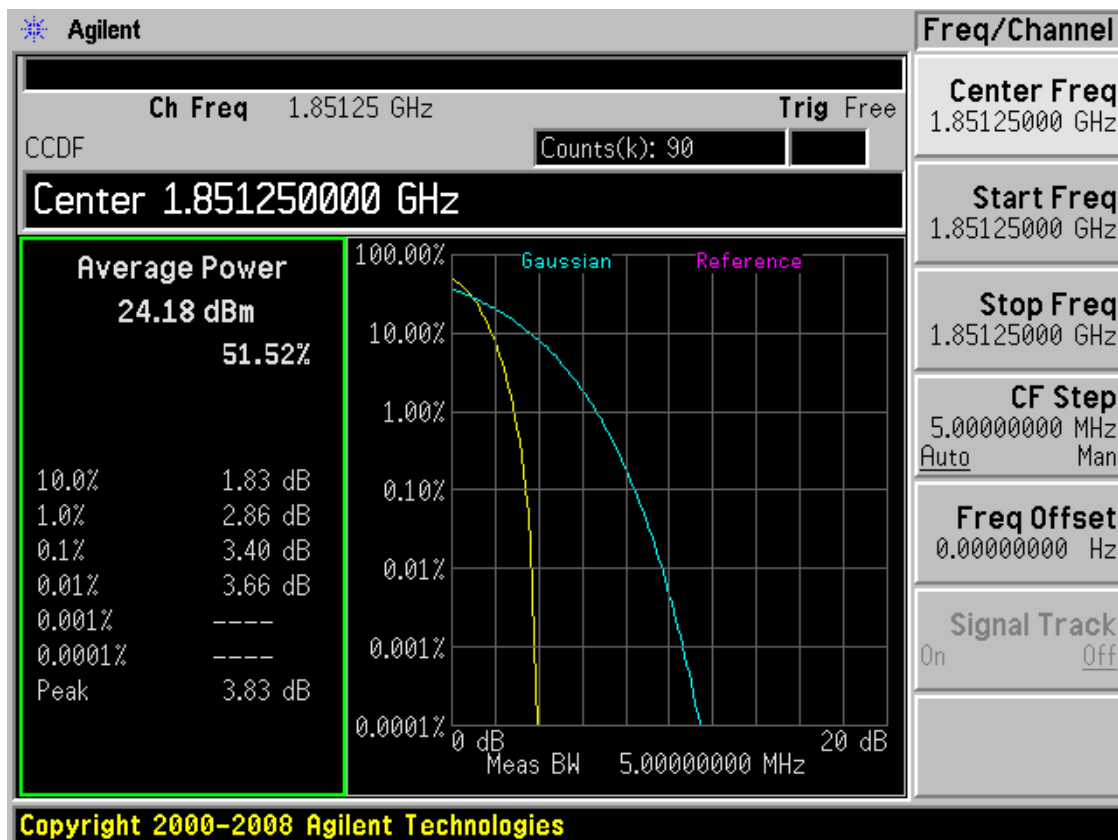 Agilent
Freq/Channel
Ch Freq 1.85125 GHz Trig Free
CCDF Counts(k): 90
Center 1.851250000 GHz
Average Power
24.18 dBm
51.52%
10.0% 1.83 dB
1.0% 2.86 dB
0.1% 3.40 dB
0.01% 3.66 dB
0.001% ----
0.0001% ----
Peak 3.83 dB
Gaussian Reference
100.00%
10.00%
1.00%
0.10%
0.01%
0.001%
0.0001%
0 dB 20 dB
Meas BW 5.00000000 MHz
Center Freq
1.85125000 GHz
Start Freq
1.85125000 GHz
Stop Freq
1.85125000 GHz
CF Step
5.00000000 MHz
Auto Man
Freq Offset
0.00000000 Hz
Signal Track
On Off
Copyright 2000-2008 Agilent Technologies